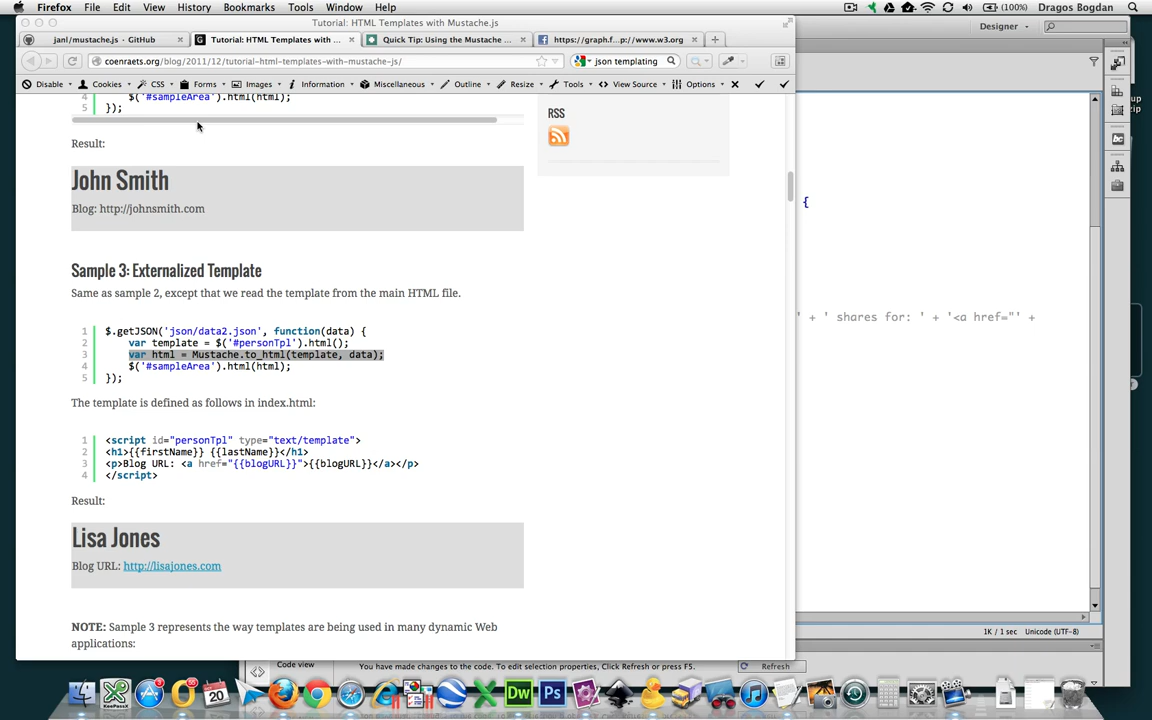 Firefox File Edit View History Bookmarks Tools Window Help (100%) Dragos Bogdan
Tutorial: HTML Templates with Mustache.js
Designer
janl/mustache.js · GitHub Tutorial: HTML Templates with ... Quick Tip: Using the Mustache ... https://graph.f...p://www.w3.org
coenraets.org/blog/2011/12/tutorial-html-templates-with-mustache-js/ json templating
Disable Cookies CSS Forms Images Information Miscellaneous Outline Resize Tools View Source Options
4 $('#sampleArea').html(html);
5 });
RSS
Result:
John Smith
Blog: http://johnsmith.com
Sample 3: Externalized Template
Same as sample 2, except that we read the template from the main HTML file.
1 $.getJSON('json/data2.json', function(data) {
2 var template = $('#personTpl').html();
3 var html = Mustache.to_html(template, data);
4 $('#sampleArea').html(html);
5 });
The template is defined as follows in index.html:
1 <script id="personTpl" type="text/template">
2 <h1>{{firstName}} {{lastName}}</h1>
3 <p>Blog URL: <a href="{{blogURL}}">{{blogURL}}</a></p>
4 </script>
Result:
Lisa Jones
Blog URL: http://lisajones.com
NOTE: Sample 3 represents the way templates are being used in many dynamic Web
applications:
{
' + ' shares for: ' + '<a href="' +
up
zip
1K / 1 sec Unicode (UTF-8)
Code view You have made changes to the code. To edit selection properties, Click Refresh or press F5. Refresh
KeePassX 20 Dw Ps